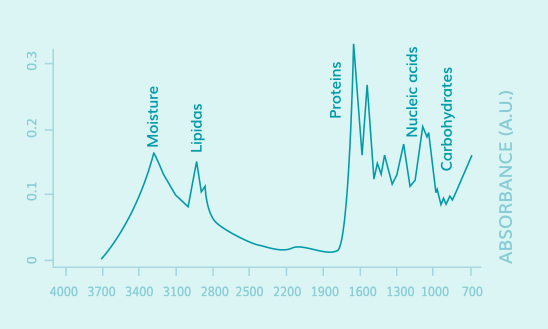 0.3
0.2
0.1
0
Moisture
Lipidas
Proteins
Nucleic acids
Carbohydrates
ABSORBANCE (A.U.)
4000 3700 3400 3100 2800 2500 2200 1900 1600 1300 1000 700